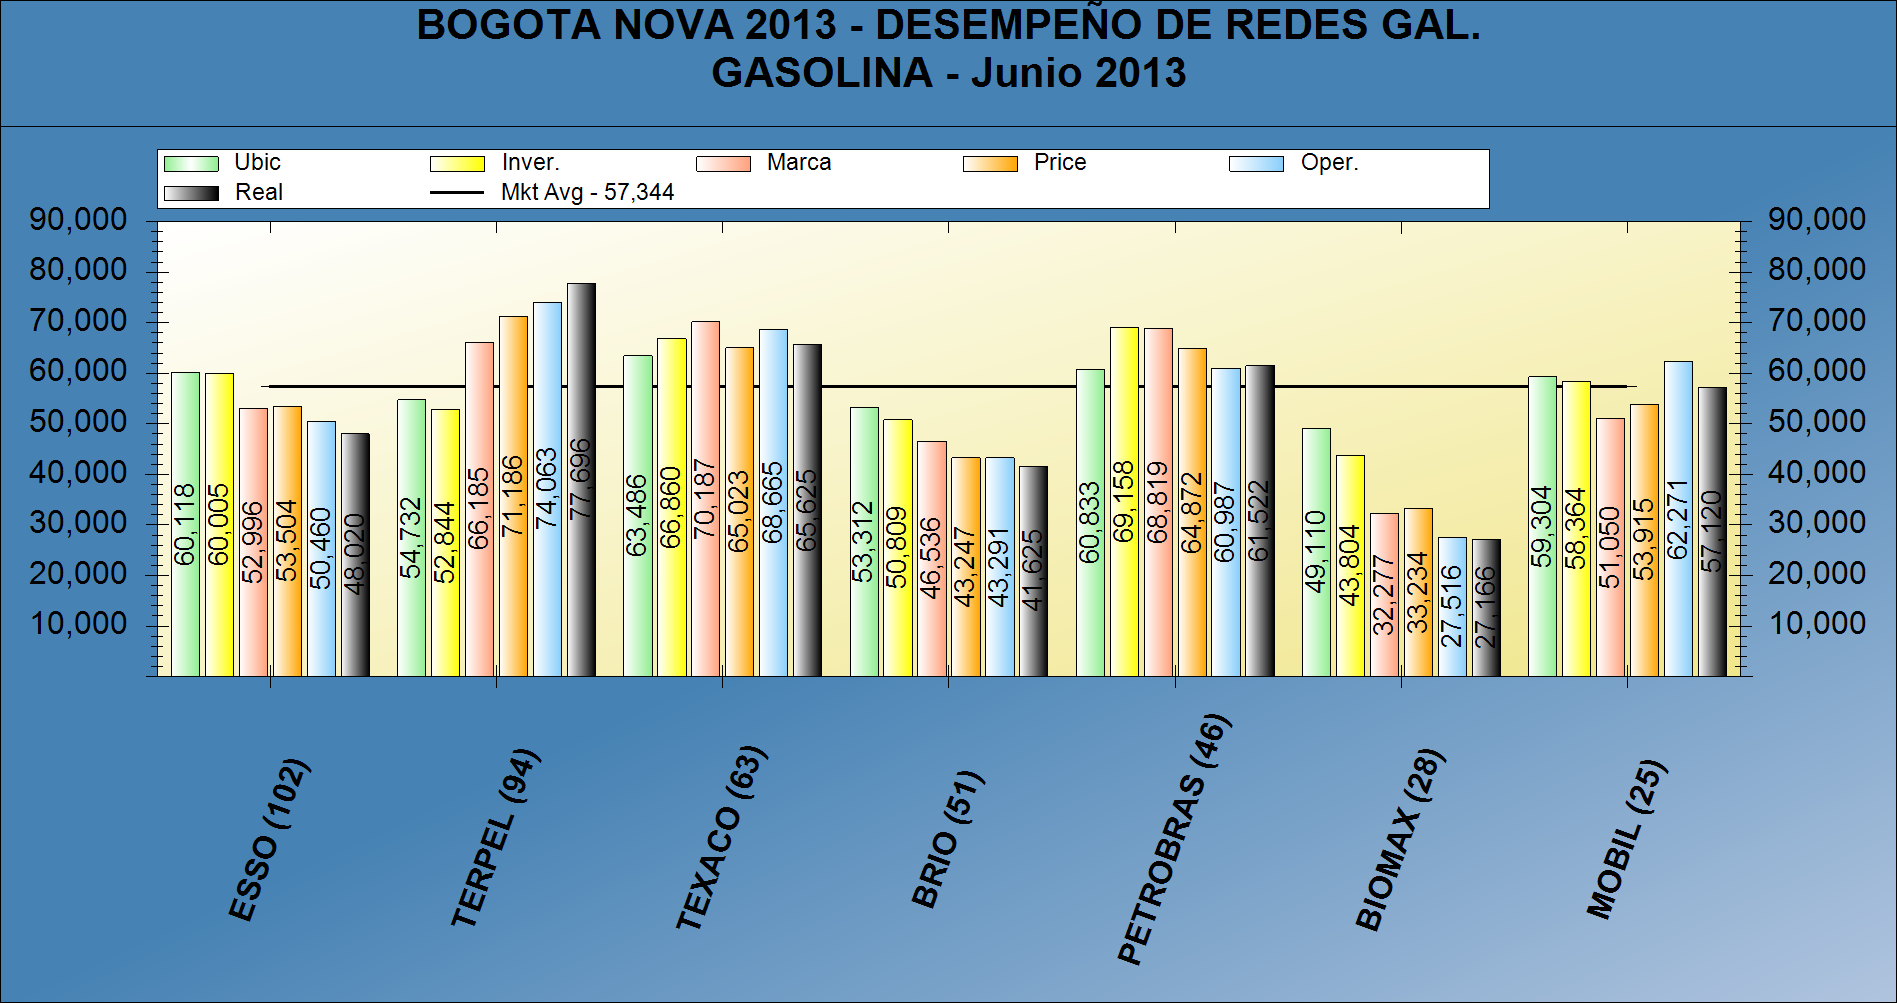 BOGOTA NOVA 2013 - DESEMPEÑO DE REDES GAL.
GASOLINA - Junio 2013
Ubic Inver. Marca Price Oper.
Real Mkt Avg - 57,344
90,000 90,000
80,000 80,000
70,000 70,000
60,000 60,000
50,000 50,000
40,000 40,000
30,000 30,000
20,000 20,000
10,000 10,000
60,118 60,005 52,996 53,504 50,460 48,020
54,732 52,844 66,185 71,186 74,063 77,696
63,486 66,860 70,187 65,023 68,665 65,625
53,312 50,809 46,536 43,247 43,291 41,625
60,833 69,158 68,819 64,872 60,987 61,522
49,110 43,804 32,277 33,234 27,516 27,166
59,304 58,364 51,050 53,915 62,271 57,120
ESSO (102)
TERPEL (94)
TEXACO (63)
BRIO (51)
PETROBRAS (46)
BIOMAX (28)
MOBIL (25)